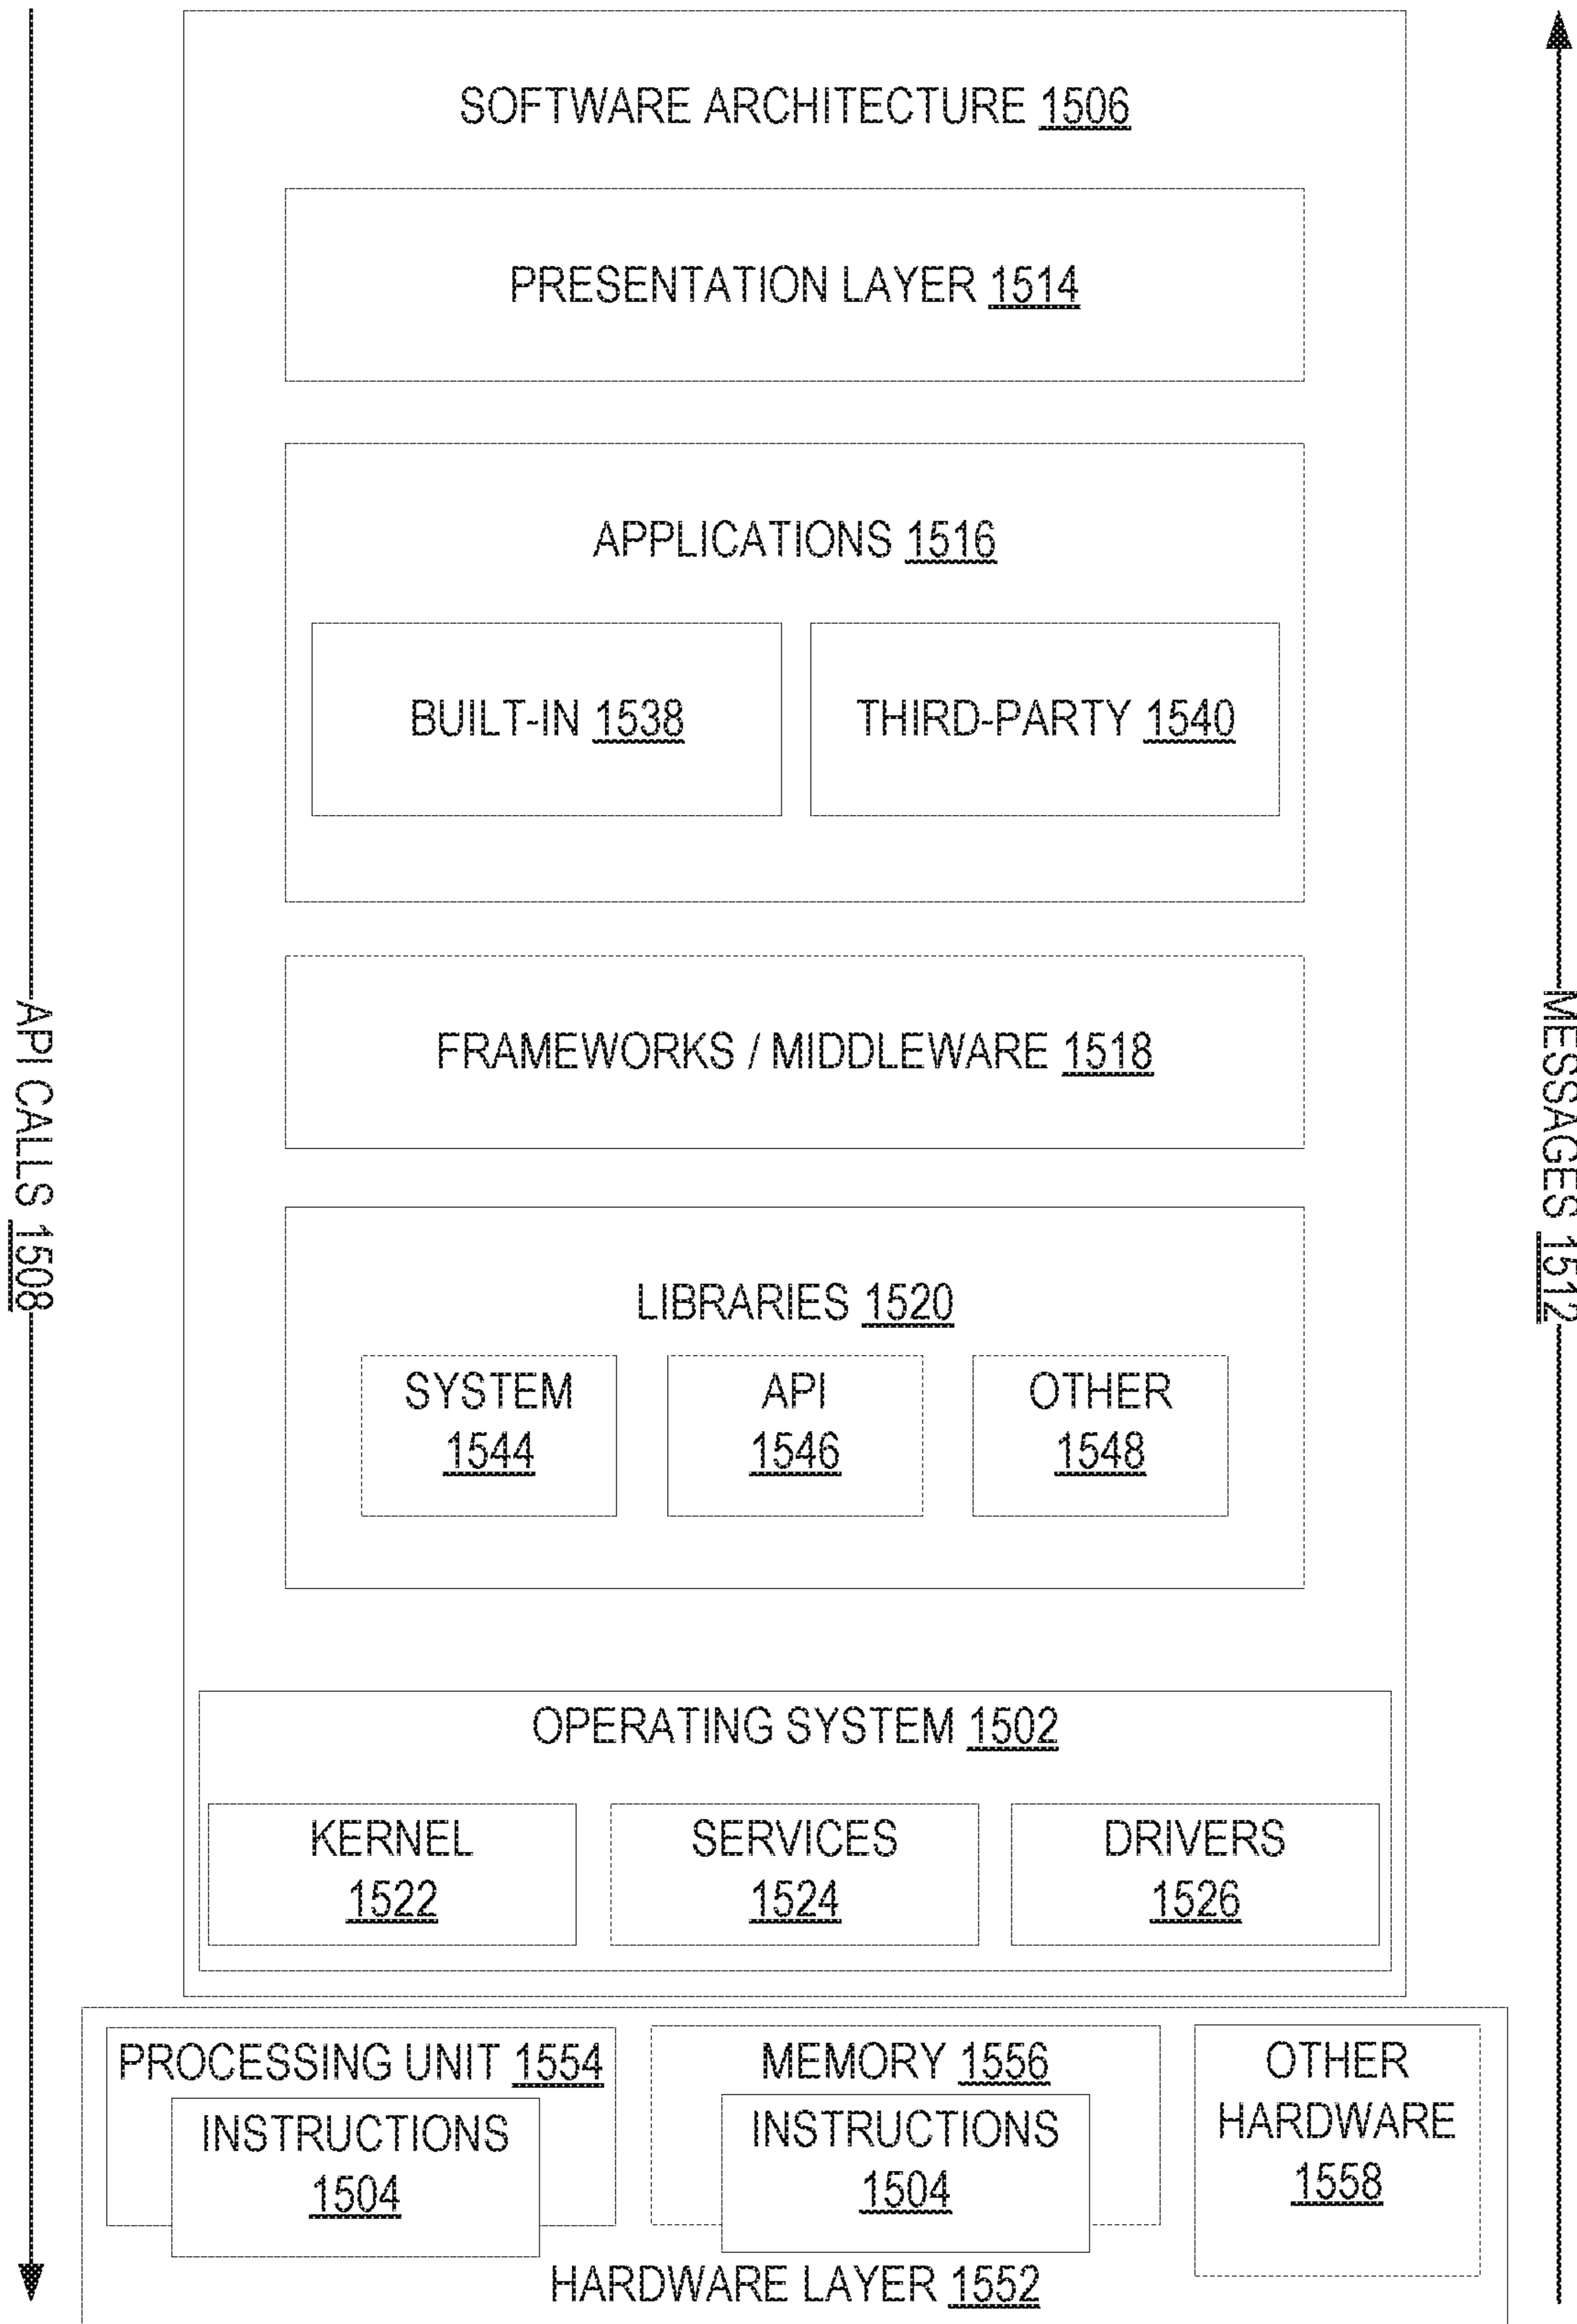 SOFTWARE ARCHITECTURE 1506
PRESENTATION LAYER 1514
APPLICATIONS 1516
BUILT-IN 1538
THIRD-PARTY 1540
FRAMEWORKS / MIDDLEWARE 1518
API CALLS 1508
MESSAGES 1512
LIBRARIES 1520
SYSTEM
1544
API
1546
OTHER
1548
OPERATING SYSTEM 1502
KERNEL
1522
SERVICES
1524
DRIVERS
1526
PROCESSING UNIT 1554
INSTRUCTIONS
1504
MEMORY 1556
INSTRUCTIONS
1504
OTHER
HARDWARE
1558
HARDWARE LAYER 1552